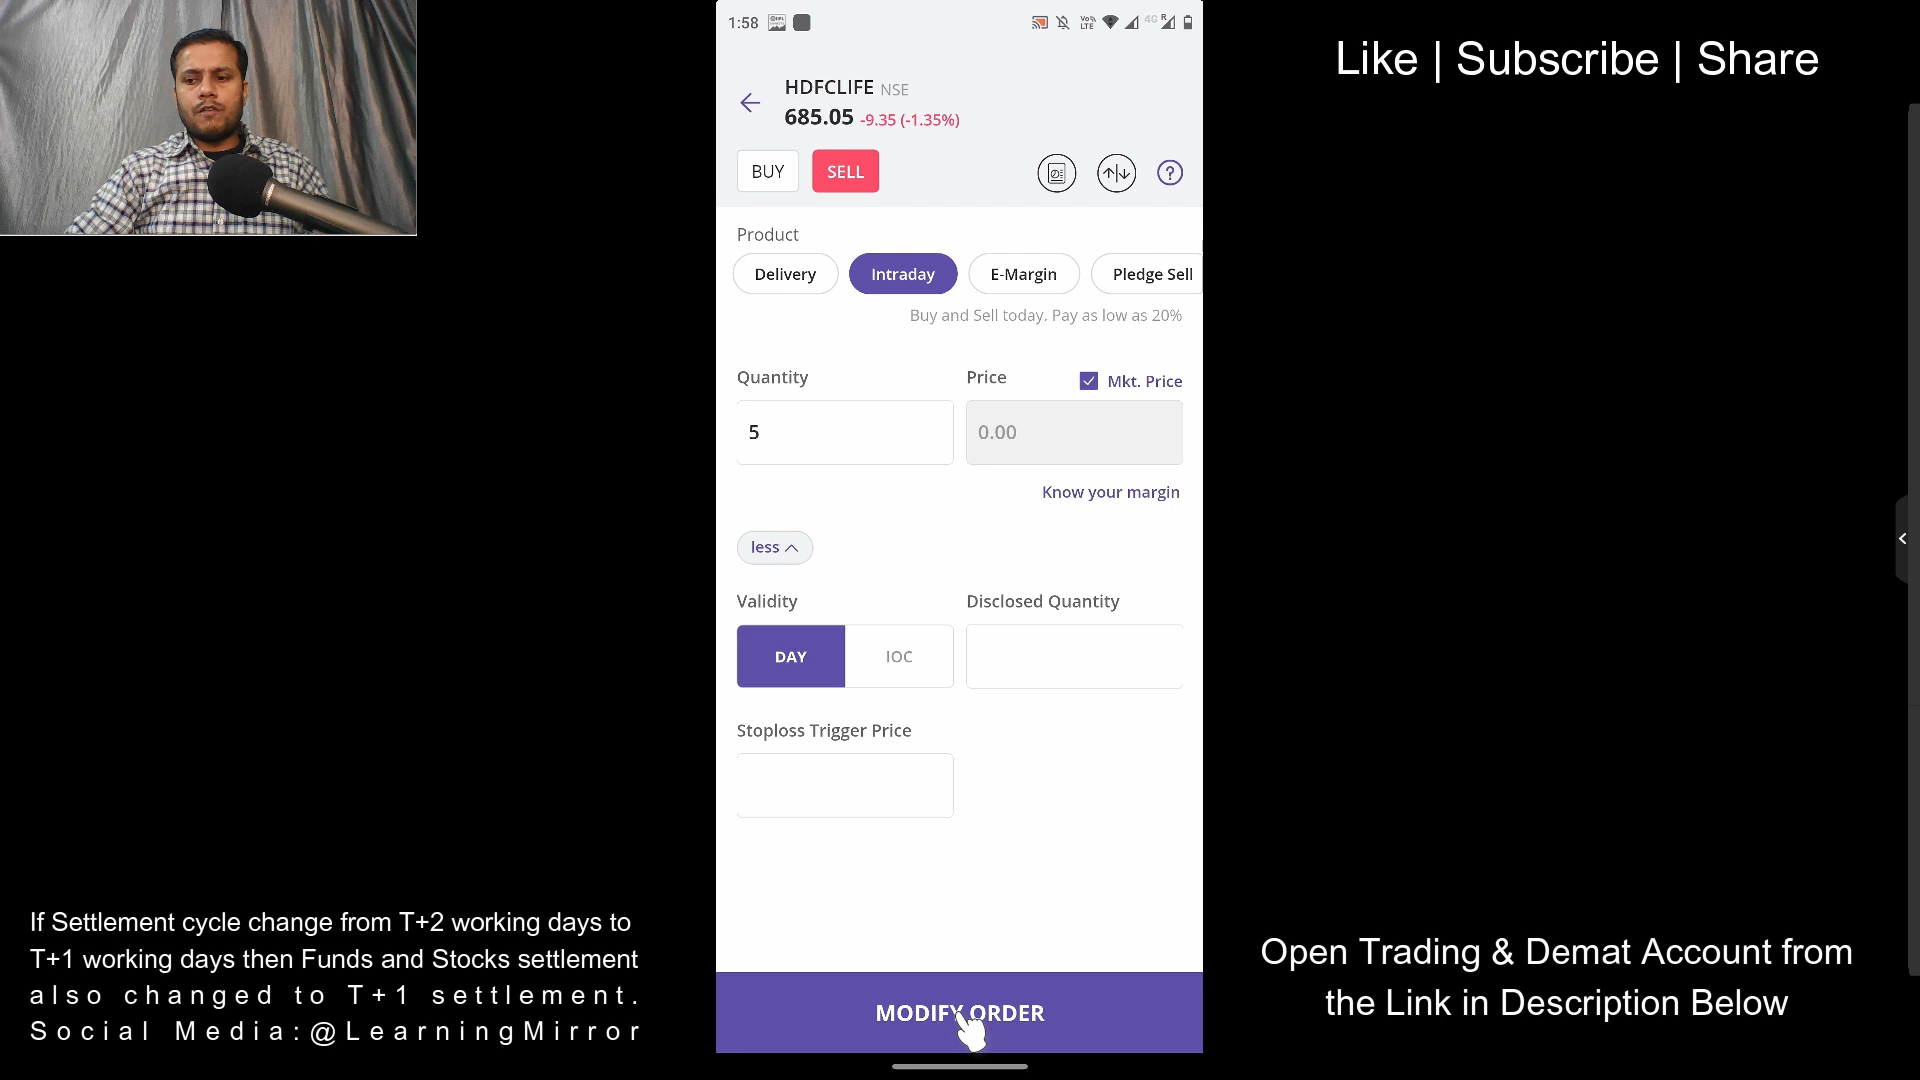 1:58
Vo)) LTE
4G R
Like | Subscribe | Share
HDFCLIFE NSE
685.05 -9.35 (-1.35%)
BUY SELL
?
Product
Delivery Intraday E-Margin Pledge Sell
Buy and Sell today. Pay as low as 20%
Quantity Price Mkt. Price
5 0.00
Know your margin
less
Validity Disclosed Quantity
DAY IOC
Stoploss Trigger Price
MODIFY ORDER
If Settlement cycle change from T+2 working days to
T+1 working days then Funds and Stocks settlement
also changed to T+1 settlement.
Social Media:@LearningMirror
Open Trading & Demat Account from
the Link in Description Below